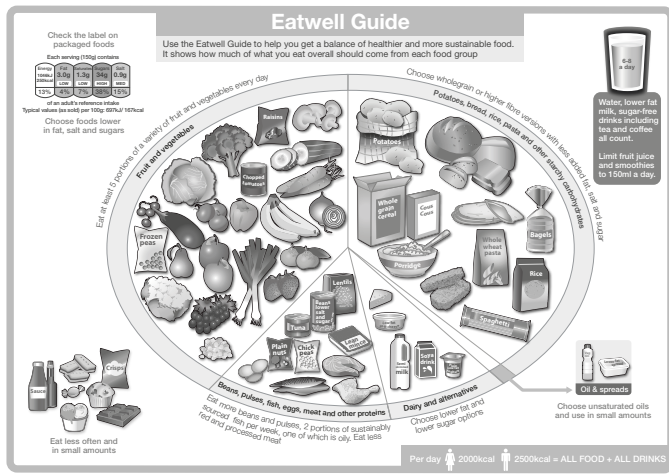 Eatwell Guide
Check the label on
packaged foods
Each serving (150g) contains
Energy
1046kJ
250kcal
13%
Fat
3.0g
LOW
4%
1.3g
LOW
7%
Sugars
34g
HIGH
38%
Salt
0.9g
MED
15%
of an adult's reference intake
Typical values (as sold) per 100g: 697kJ/ 167kcal
Choose foods lower
in fat, salt and sugars
Use the Eatwell Guide to help you get a balance of healthier and more sustainable food.
It shows how much of what you eat overall should come from each food group
6-8
a day
Water, lower fat
milk, sugar-free
drinks including
tea and coffee
all count.
Limit fruit juice
and smoothies
to 150ml a day.
Eat at least 5 portions of a variety of fruit and vegetables every day
Fruit and vegetables
Raisins
Chopped
tomatoes
Frozen
peas
Choose wholegrain or higher fibre versions with less added fat, salt and sugar
Potatoes, bread, rice, pasta and other starchy carbohydrates
Potatoes
Whole
grain
cereal
Cous
Cous
Porridge
Whole
wheat
pasta
Bagels
Rice
Spaghetti
Lentils
Beans
lower
salt
and
sugar
Tuna
Plain
nuts
Chick
peas
Lean
mince
Beans, pulses, fish, eggs, meat and other proteins
Eat more beans and pulses, 2 portions of sustainably
sourced fish per week, one of which is oily. Eat less
red and processed meat
milk
Soya
drink
Dairy and alternatives
Choose lower fat and
lower sugar options
Crisps
Sauce
Eat less often and
in small amounts
Oil & spreads
Choose unsaturated oils
and use in small amounts
Per day 2000kcal 2500kcal = ALL FOOD + ALL DRINKS